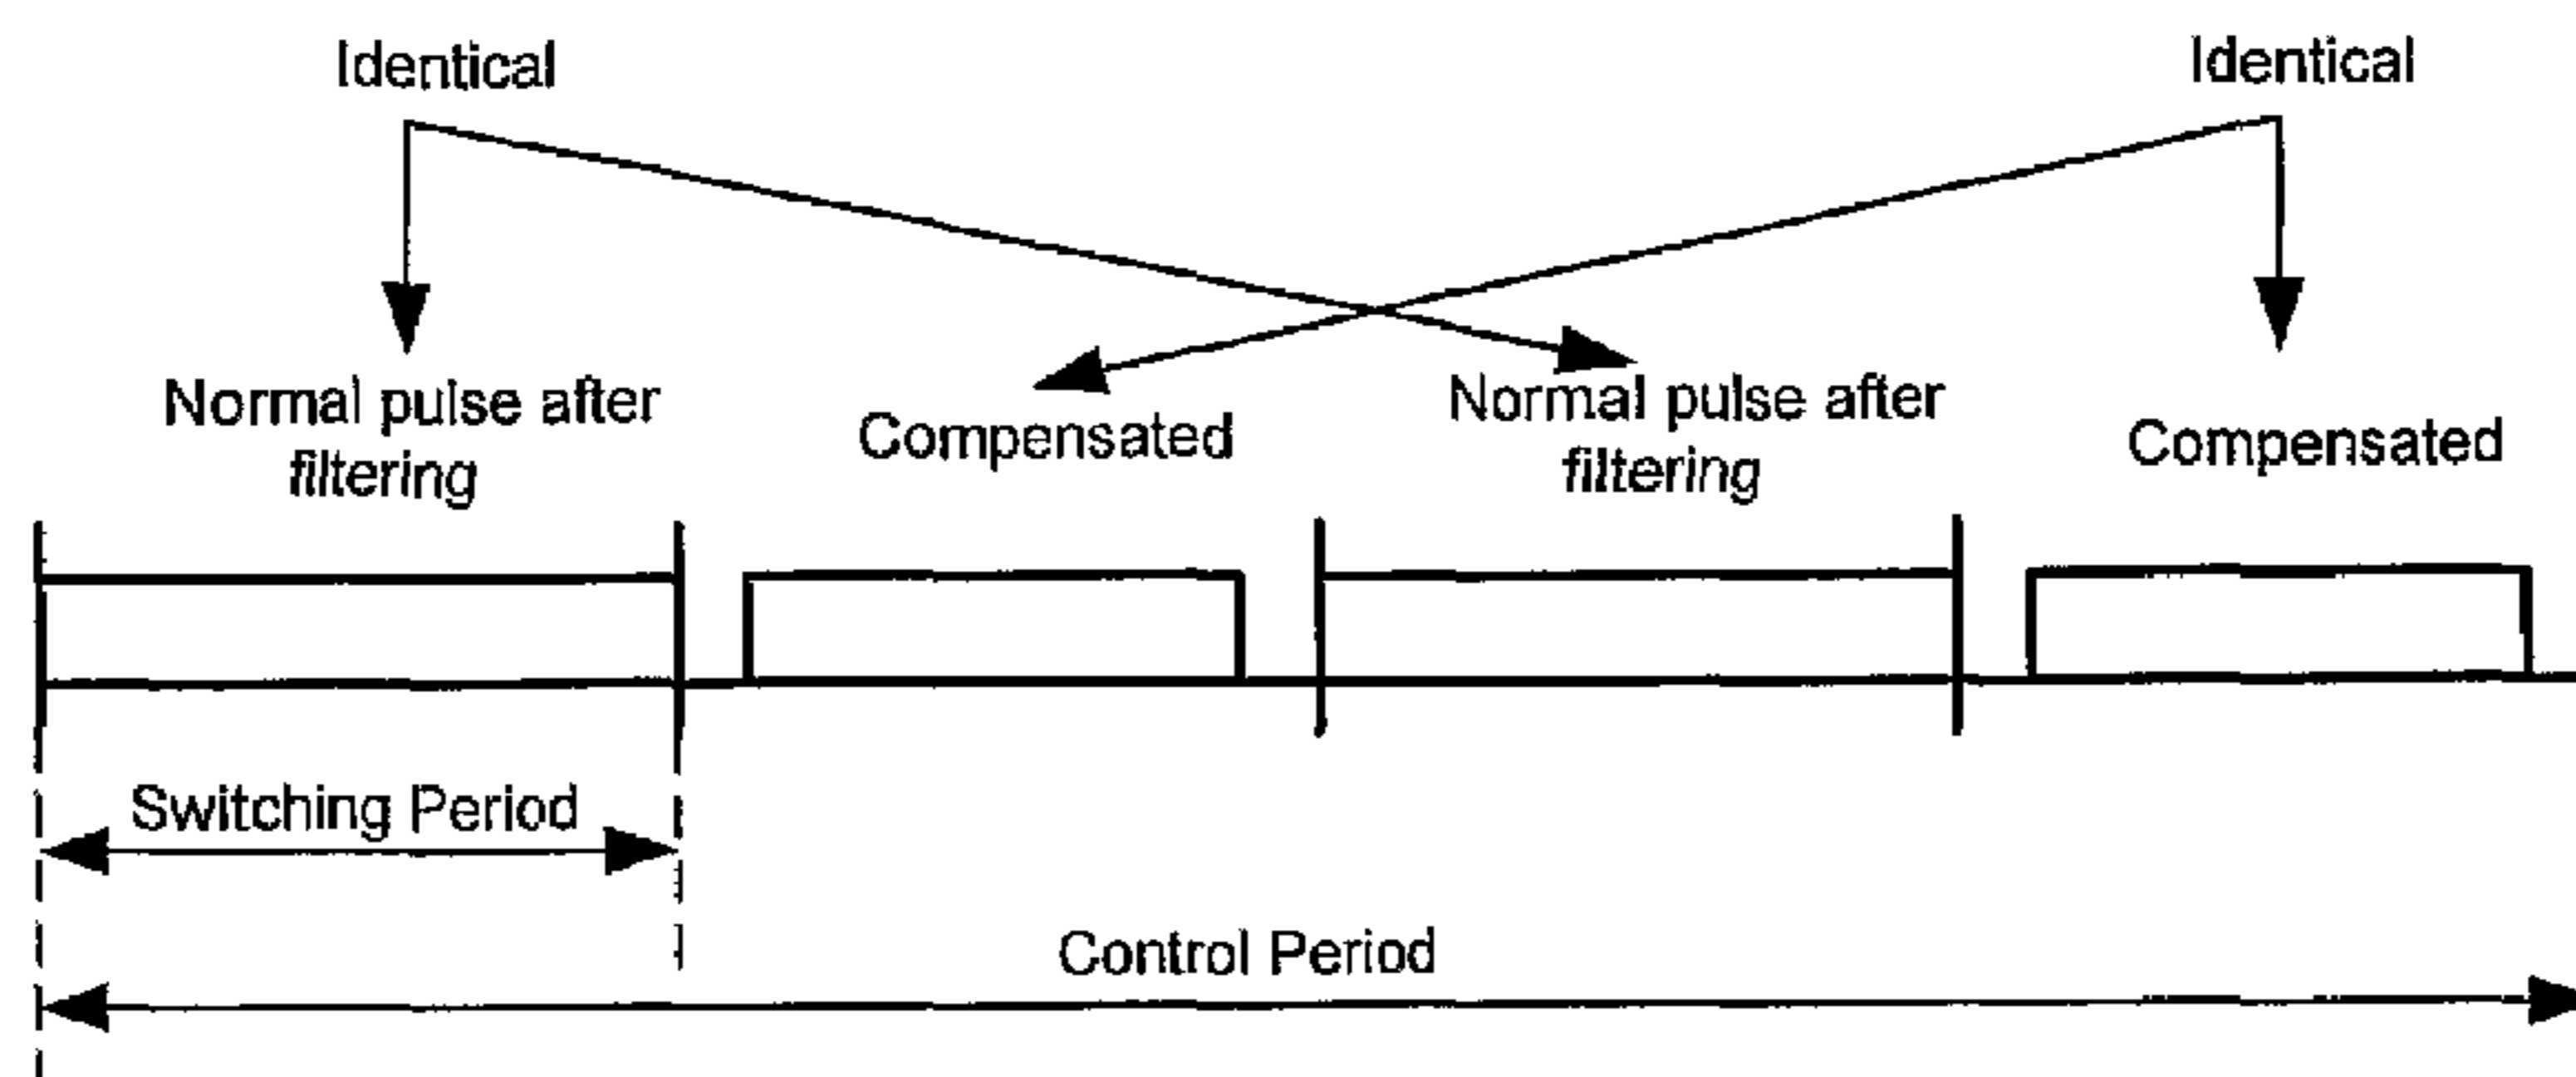 Identical
Identical
Normal pulse after
filtering
Compensated
Normal pulse after
filtering
Compensated
Switching Period
Control Period